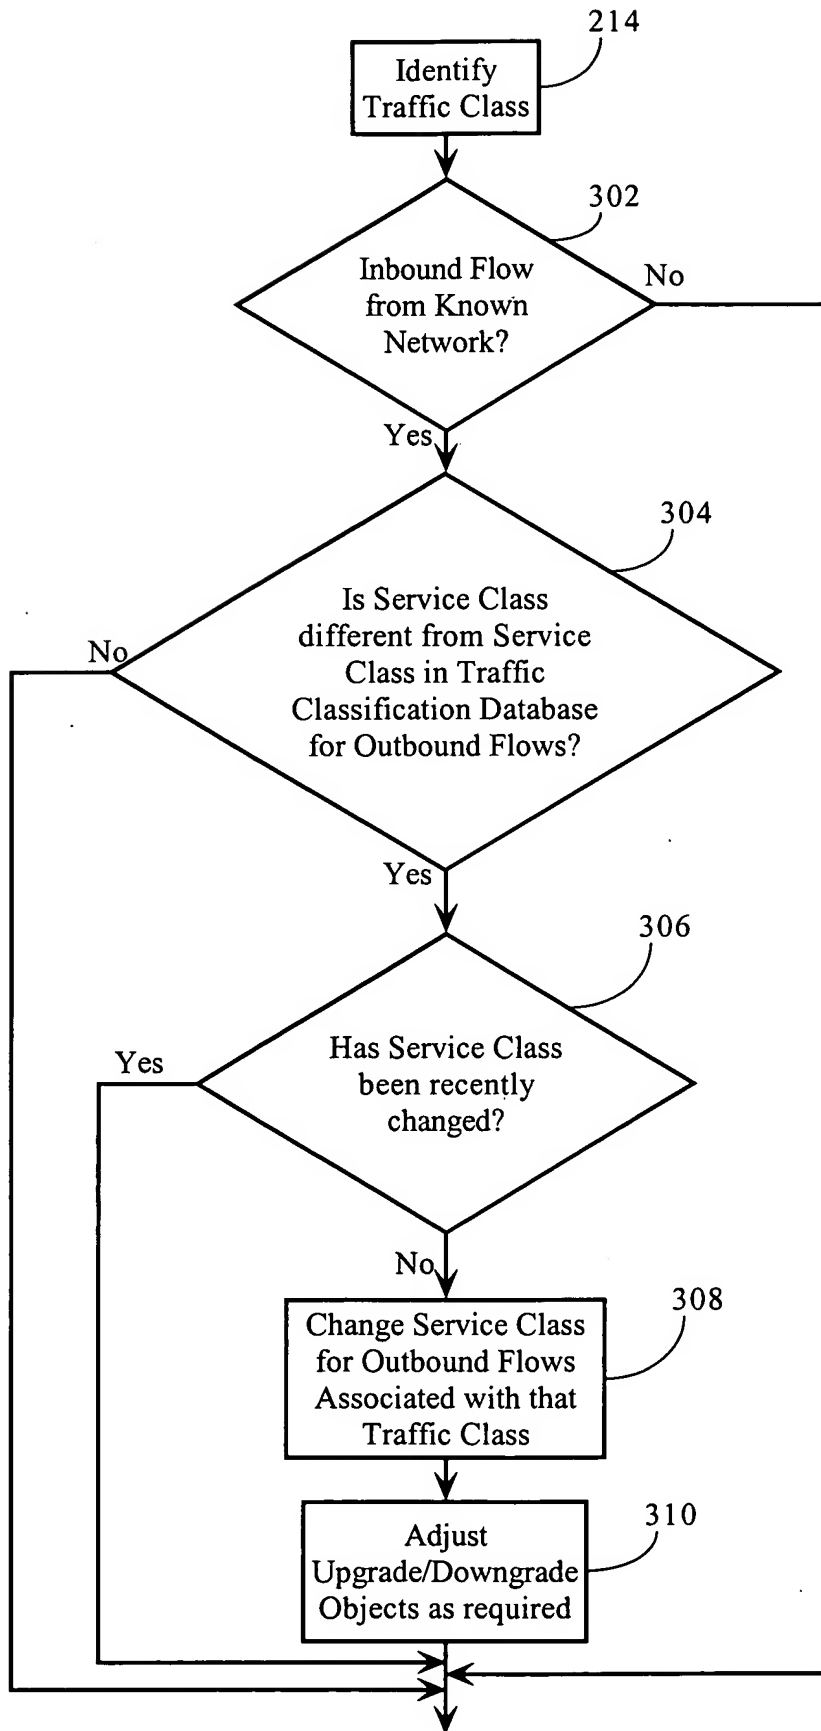 214
Identify
Traffic Class
302
Inbound Flow
from Known
Network?
No
Yes
304
Is Service Class
different from Service
Class in Traffic
Classification Database
for Outbound Flows?
No
Yes
306
Has Service Class
been recently
changed?
Yes
No
308
Change Service Class
for Outbound Flows
Associated with that
Traffic Class
310
Adjust
Upgrade/Downgrade
Objects as required